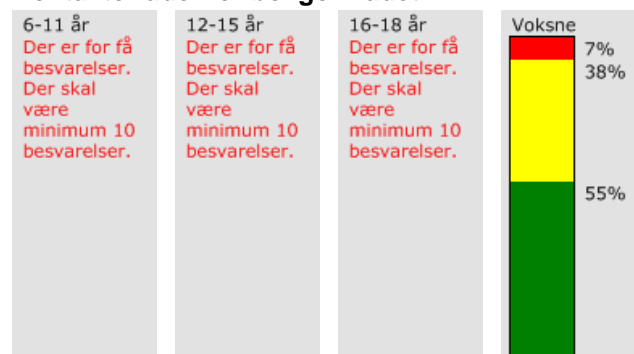 6-11 år
Der er for få
besvarelser.
Der skal
være
minimum 10
besvarelser.
12-15 år
Der er for få
besvarelser.
Der skal
være
minimum 10
besvarelser.
16-18 år
Der er for få
besvarelser.
Der skal
være
minimum 10
besvarelser.
Voksne
7%
38%
55%